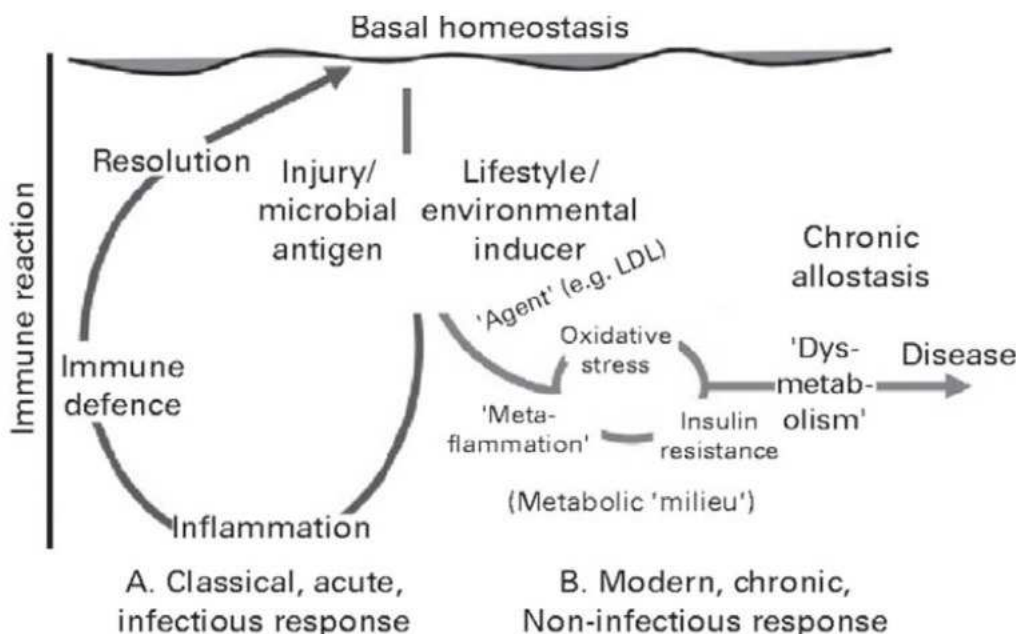 Basal homeostasis
Immune reaction
Resolution
Injury/
microbial
antigen
Lifestyle/
environmental
inducer
'Agent' (e.g. LDL)
Chronic
allostasis
Oxidative
stress
Immune
defence
'Meta-
flammation'
Insulin
resistance
'Dys-
metab-
olism'
Disease
(Metabolic 'milieu')
Inflammation
A. Classical, acute,
infectious response
B. Modern, chronic,
Non-infectious response